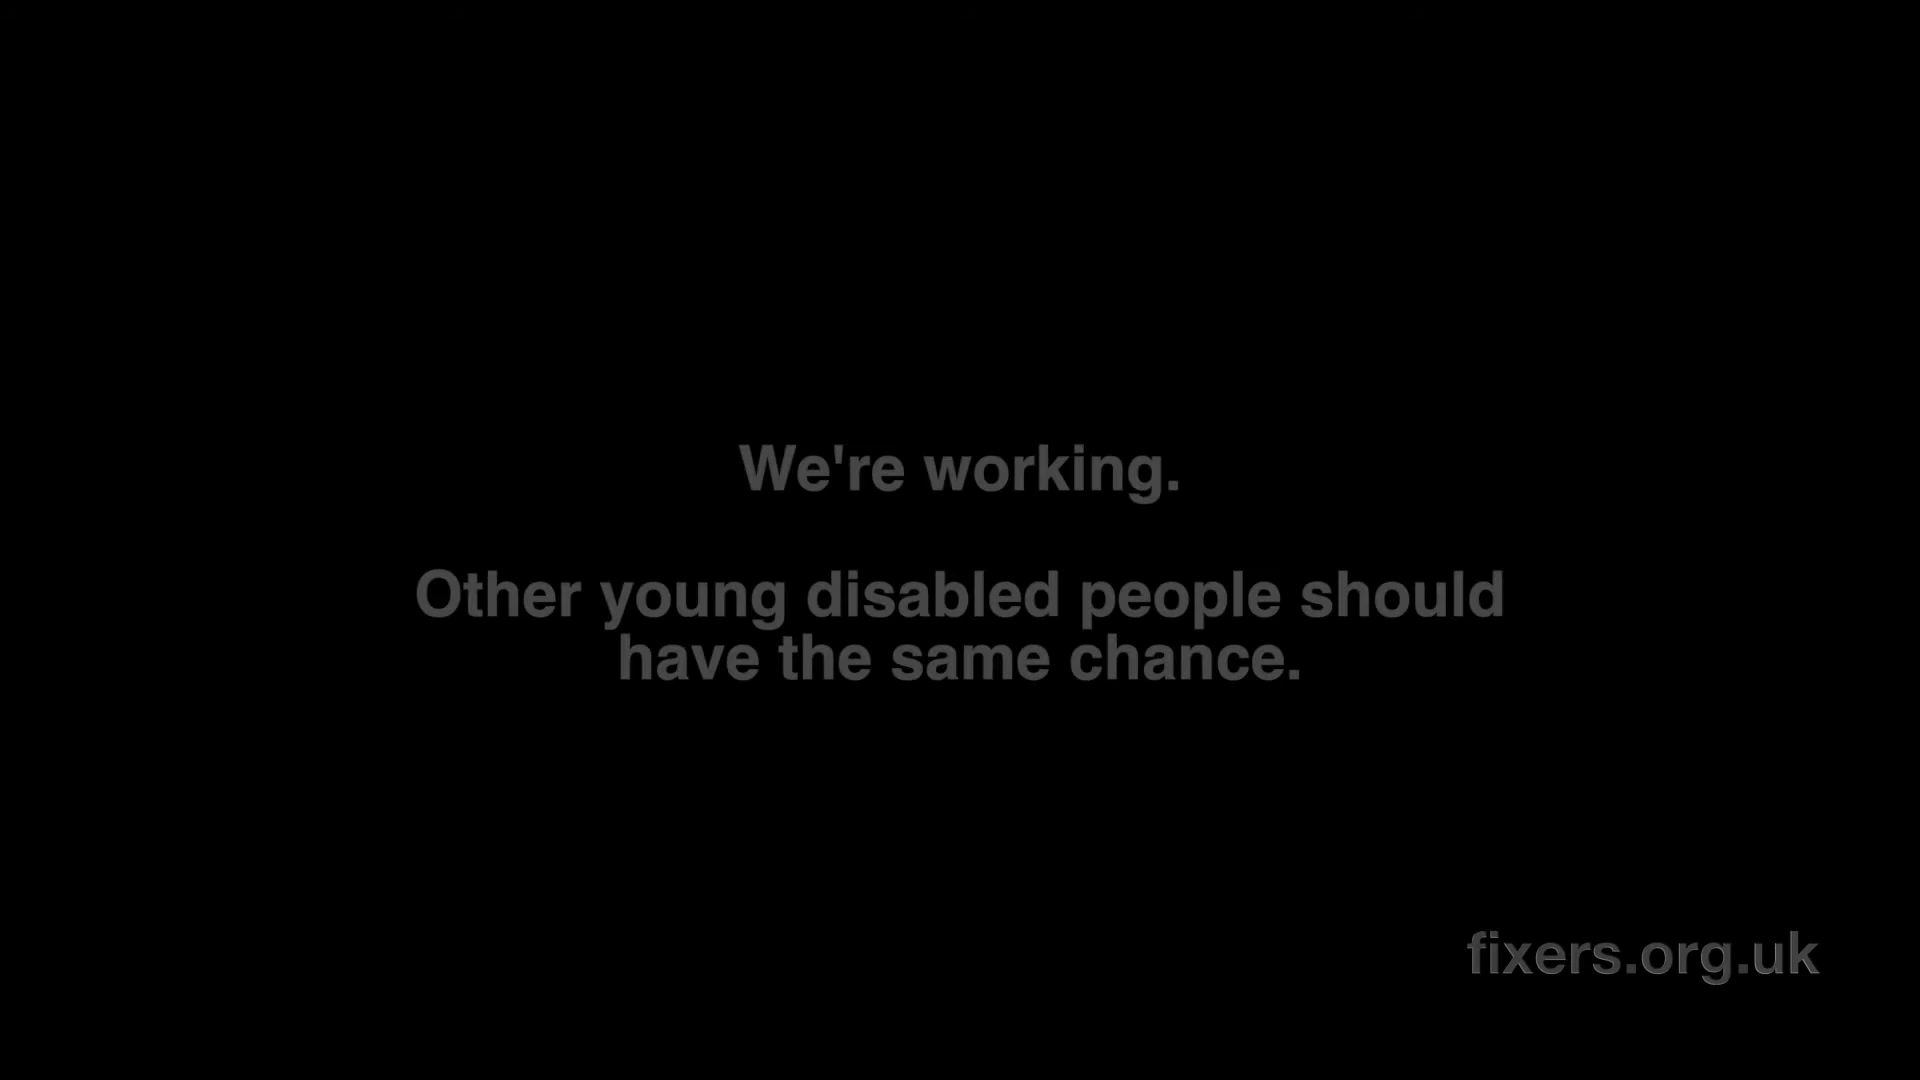 We're working.
Other young disabled people should
have the same chance.
fixers.org.uk